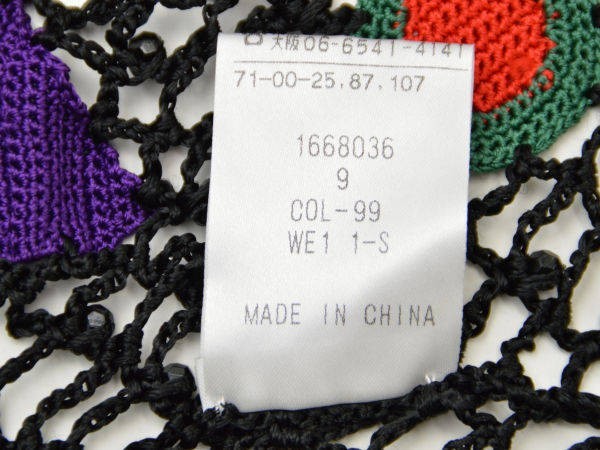 大阪06-6541-4141
71-00-25,87,107
1668036
9
COL-99
WE1 1-S
MADE IN CHINA